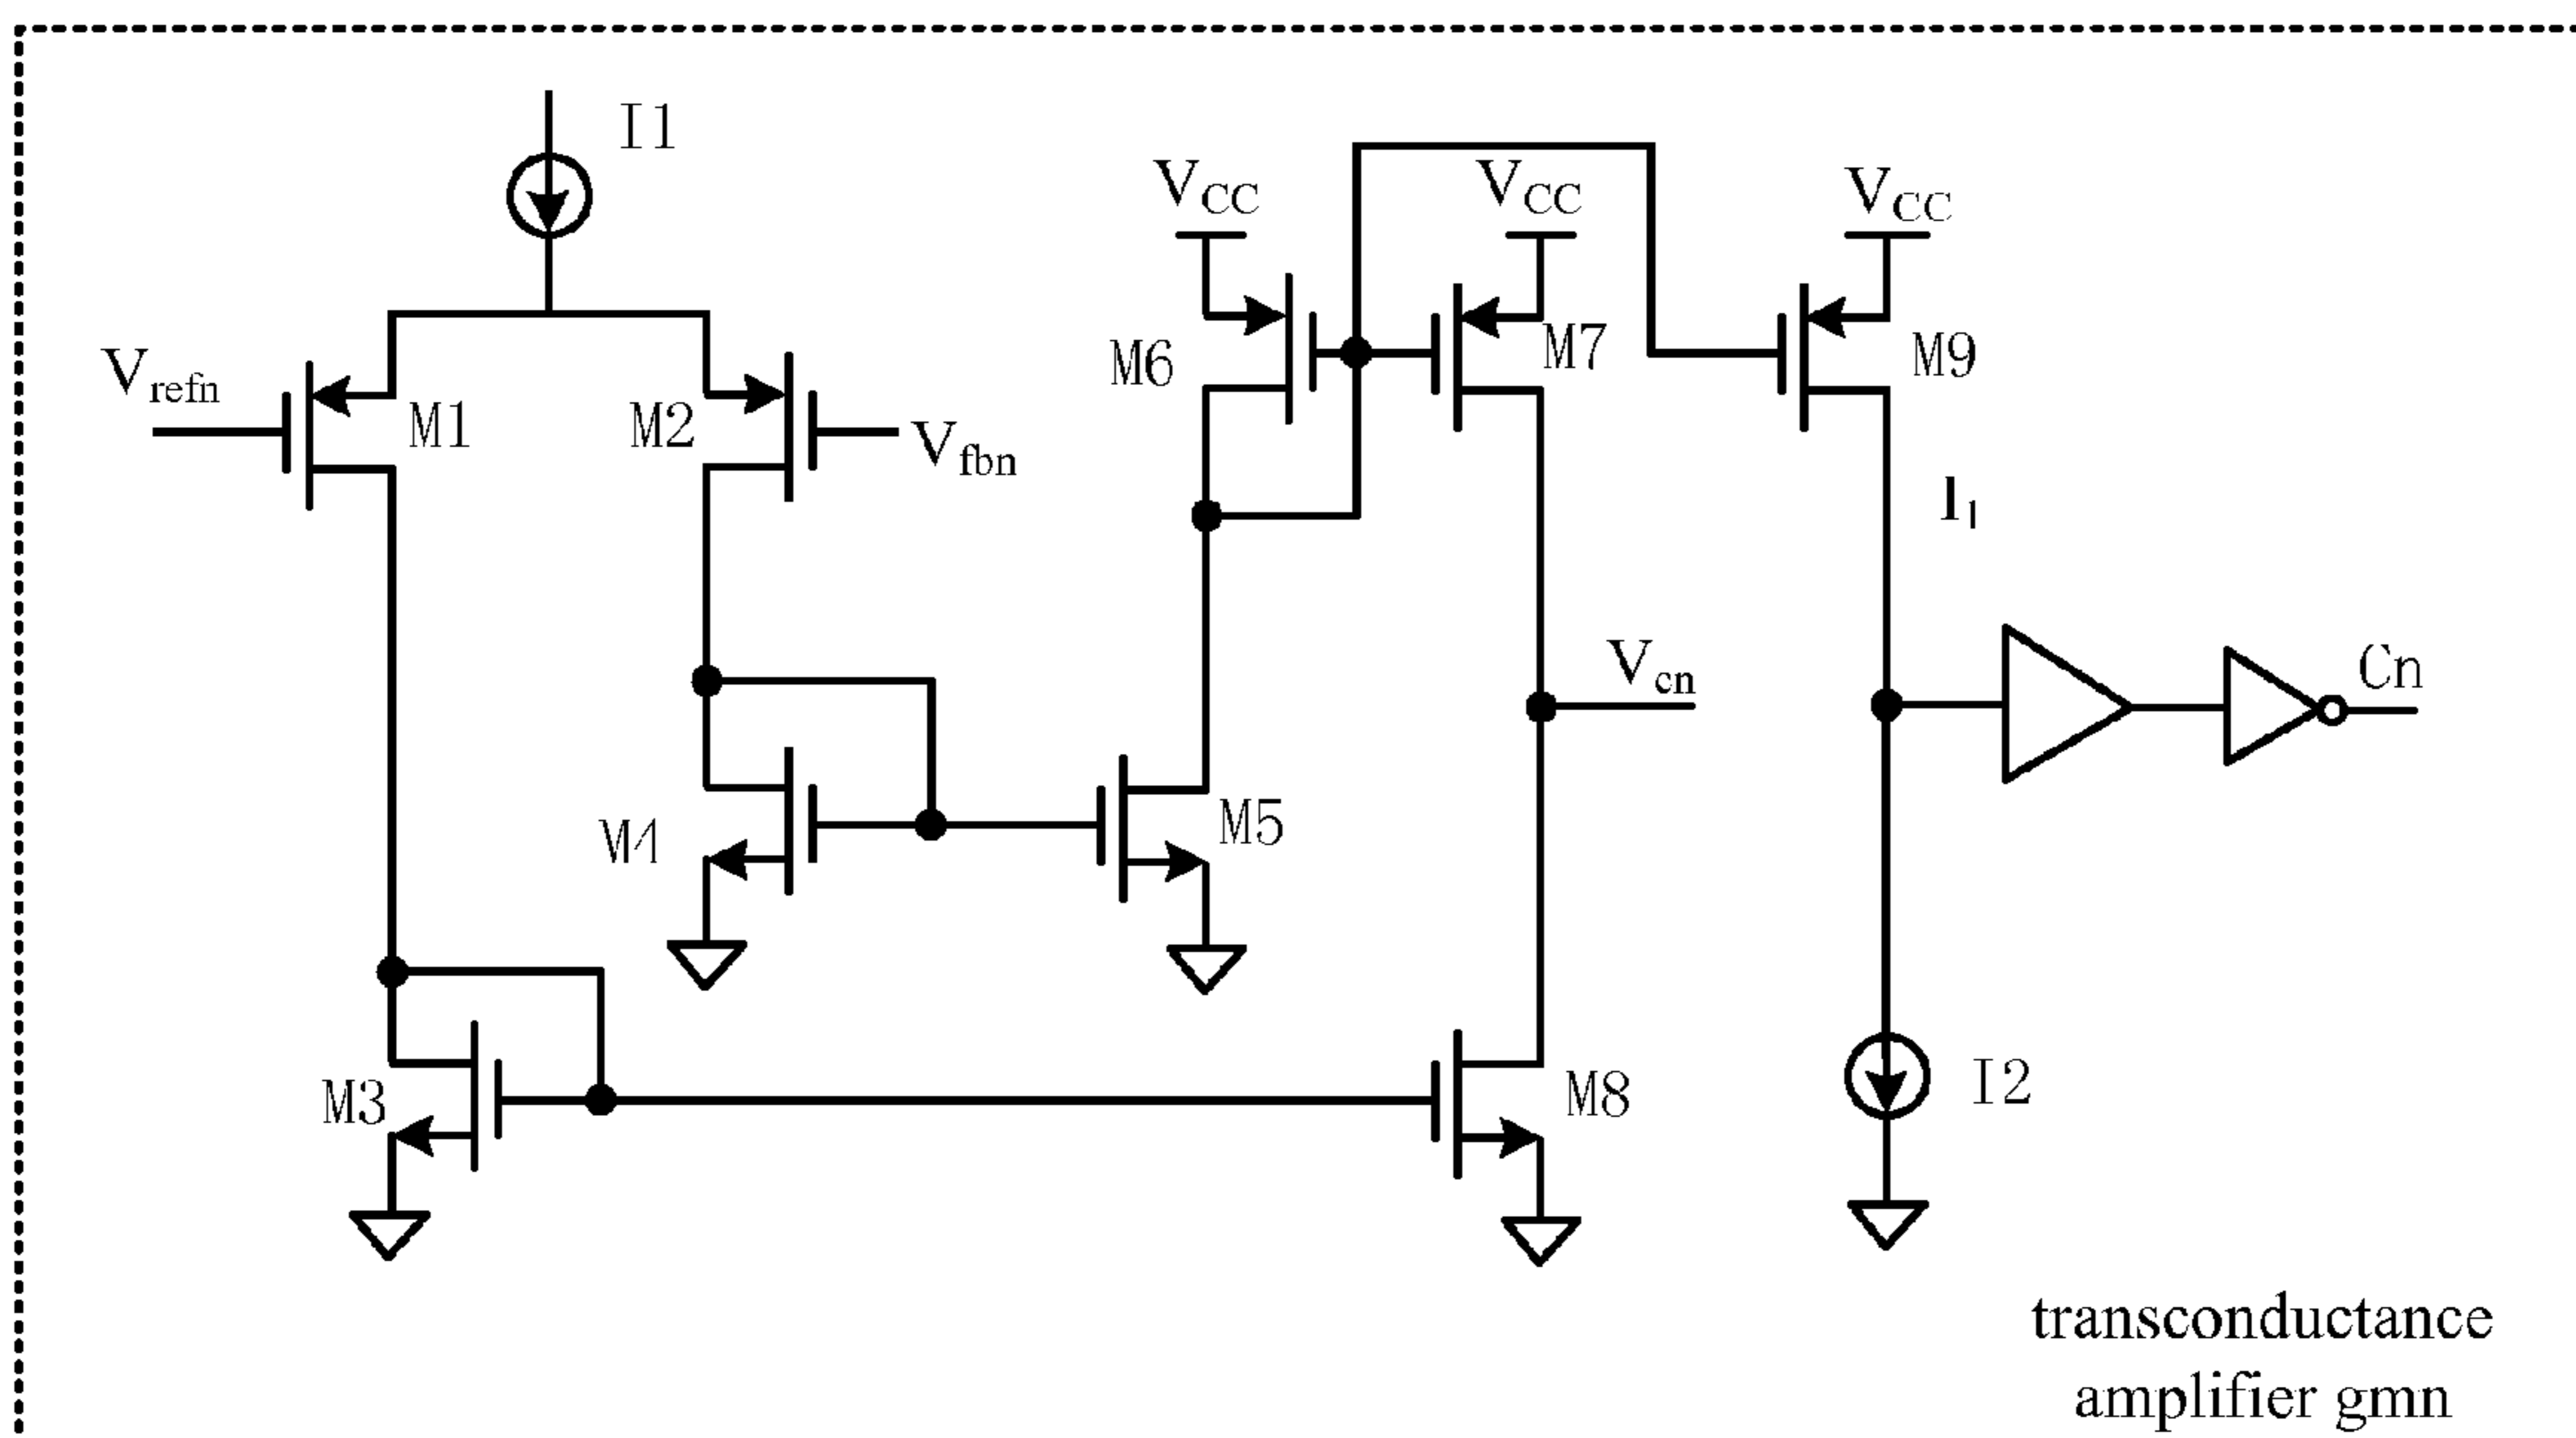 I1
VCC
VCC
VCC
Vrefn
M1
M2
Vfbn
M6
M7
M9
I1
Vcn
Cn
M4
M5
M3
M8
I2
transconductance
amplifier gmn